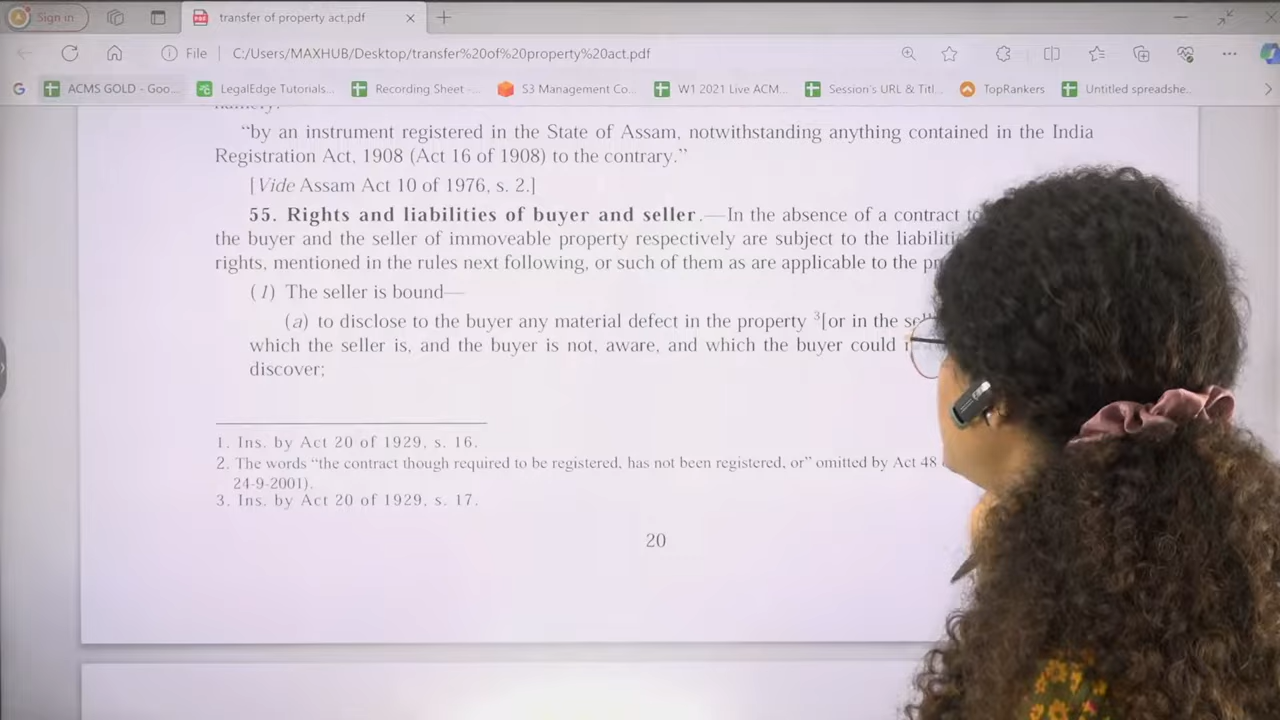 Sign in
transfer of property act.pdf
File
C:/Users/MAXHUB/Desktop/transfer%20of%20property%20act.pdf
G
ACMS GOLD - Goo...
LegalEdge Tutorials...
Recording Sheet -...
S3 Management Co...
W1 2021 Live ACM...
Session's URL & Titl...
TopRankers
Untitled spreadshe...
namely:
“by an instrument registered in the State of Assam, notwithstanding anything contained in the India
Registration Act, 1908 (Act 16 of 1908) to the contrary.”
[Vide Assam Act 10 of 1976, s. 2.]
55. Rights and liabilities of buyer and seller.—In the absence of a contract
the buyer and the seller of immoveable property respectively are subject to the
rights, mentioned in the rules next following, or such of them as are applicable to the
(1) The seller is bound—
(a) to disclose to the buyer any material defect in the property 3[or in the
which the seller is, and the buyer is not, aware, and which the buyer could
discover;
1. Ins. by Act 20 of 1929, s. 16.
2. The words “the contract though required to be registered, has not been registered, or” omitted by Act 48
24-9-2001).
3. Ins. by Act 20 of 1929, s. 17.
20